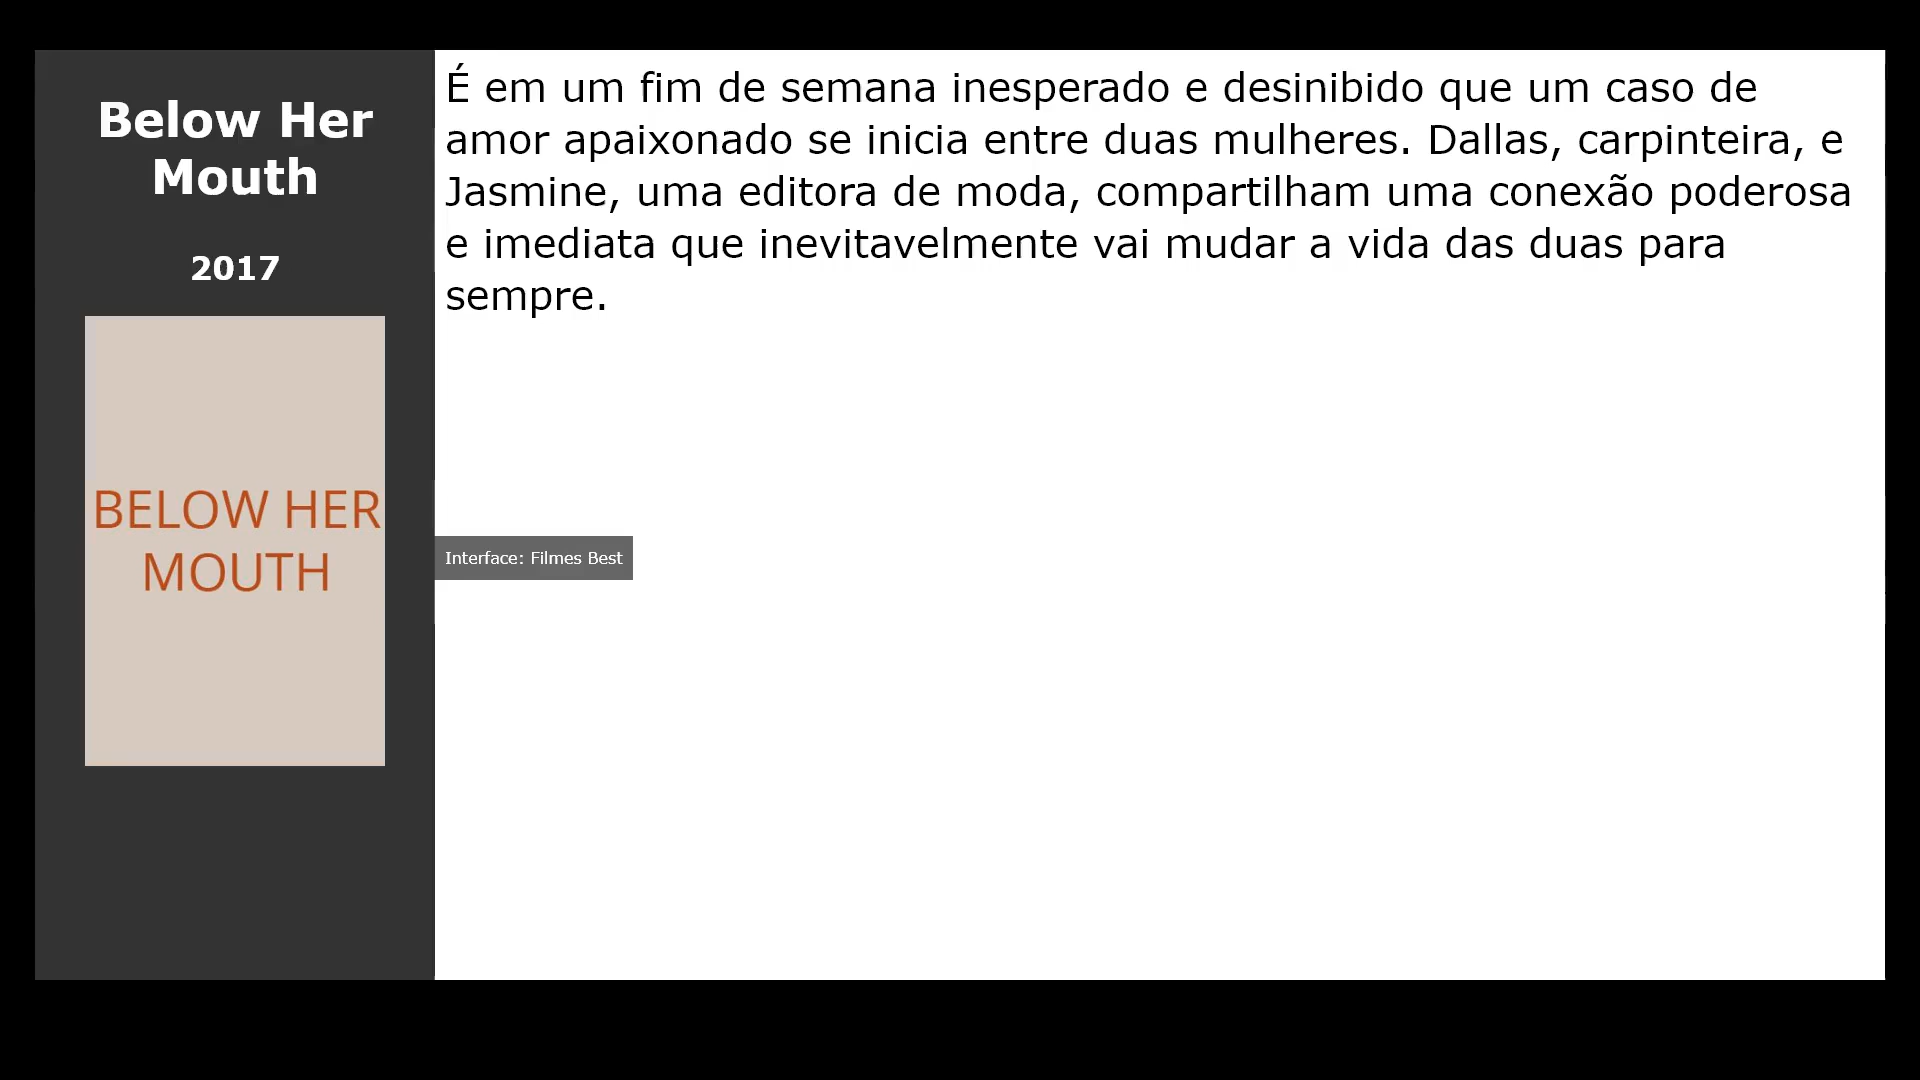 Below Her
Mouth
2017
BELOW HER
MOUTH
É em um fim de semana inesperado e desinibido que um caso de
amor apaixonado se inicia entre duas mulheres. Dallas, carpinteira, e
Jasmine, uma editora de moda, compartilham uma conexão poderosa
e imediata que inevitavelmente vai mudar a vida das duas para
sempre.
Interface: Filmes Best